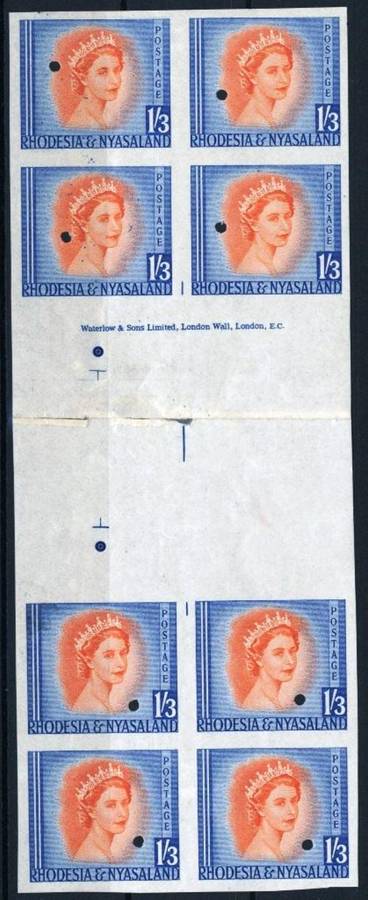 POSTAGE
1/3
RHODESIA & NYASALAND
POSTAGE
1/3
RHODESIA & NYASALAND
POSTAGE
1/3
RHODESIA & NYASALAND
POSTAGE
1/3
RHODESIA & NYASALAND
Waterlow & Sons Limited, London Wall, London, E.C.
POSTAGE
1/3
RHODESIA & NYASALAND
POSTAGE
1/3
RHODESIA & NYASALAND
POSTAGE
1/3
RHODESIA & NYASALAND
POSTAGE
1/3
RHODESIA & NYASALAND